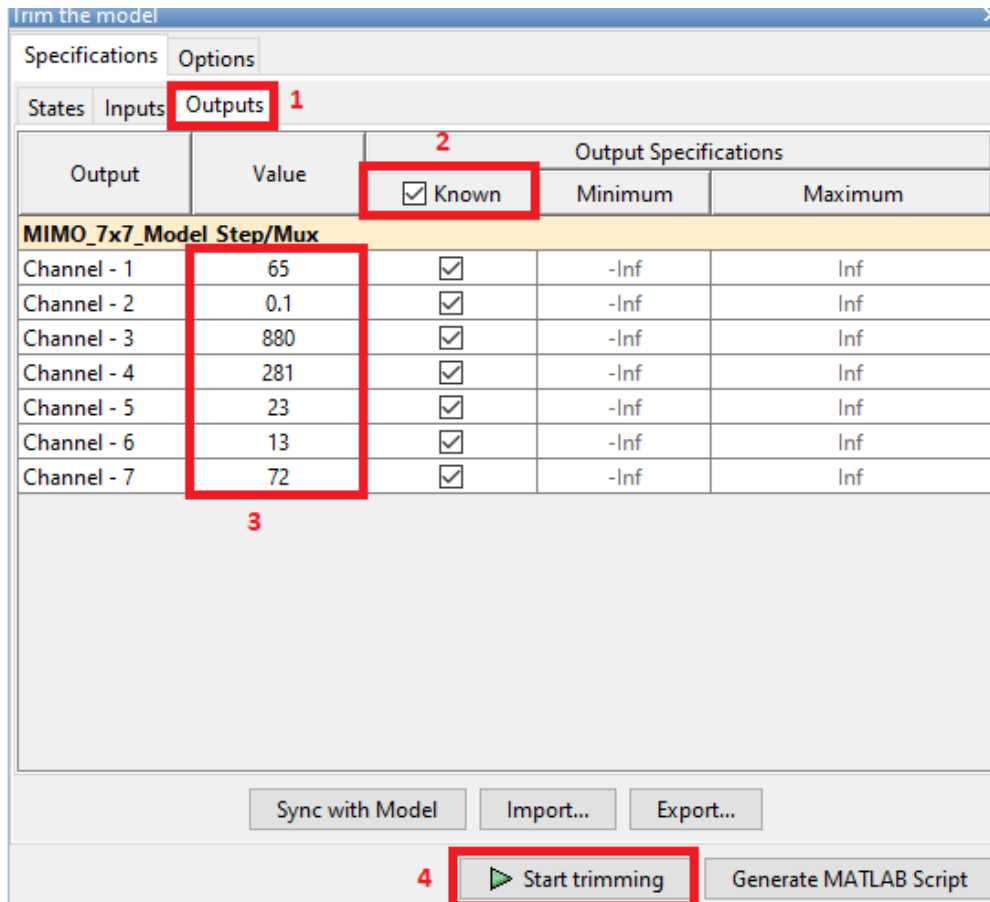 Trim the model
Specifications Options
States Inputs Outputs 1
2
Output Value Output Specifications
Known Minimum Maximum
MIMO_7x7_Model_Step/Mux
Channel - 1 65 -Inf Inf
Channel - 2 0.1 -Inf Inf
Channel - 3 880 -Inf Inf
Channel - 4 281 -Inf Inf
Channel - 5 23 -Inf Inf
Channel - 6 13 -Inf Inf
Channel - 7 72 -Inf Inf
3
Sync with Model Import... Export...
4 Start trimming Generate MATLAB Script